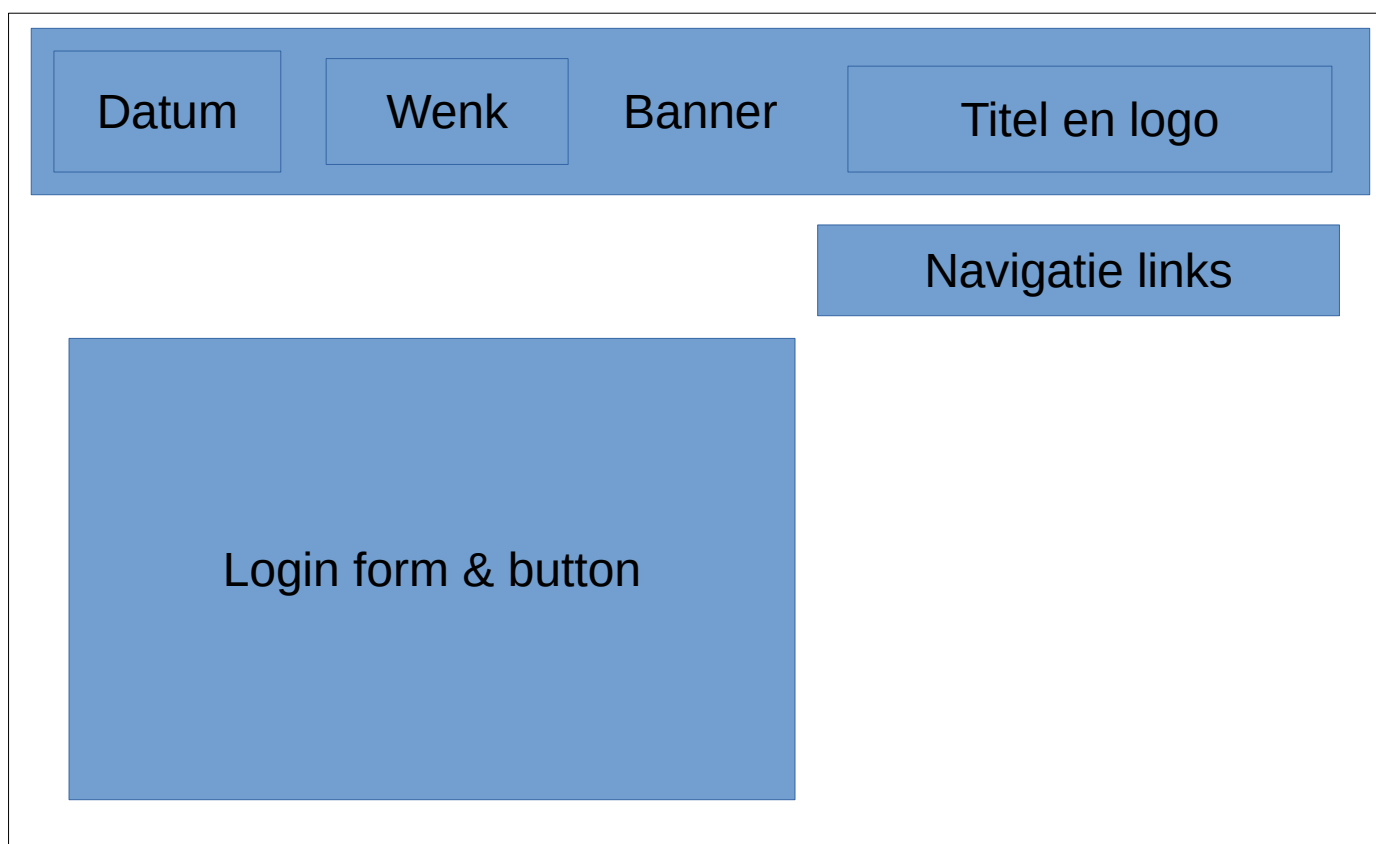 Datum
Wenk
Banner
Titel en logo
Navigatie links
Login form & button